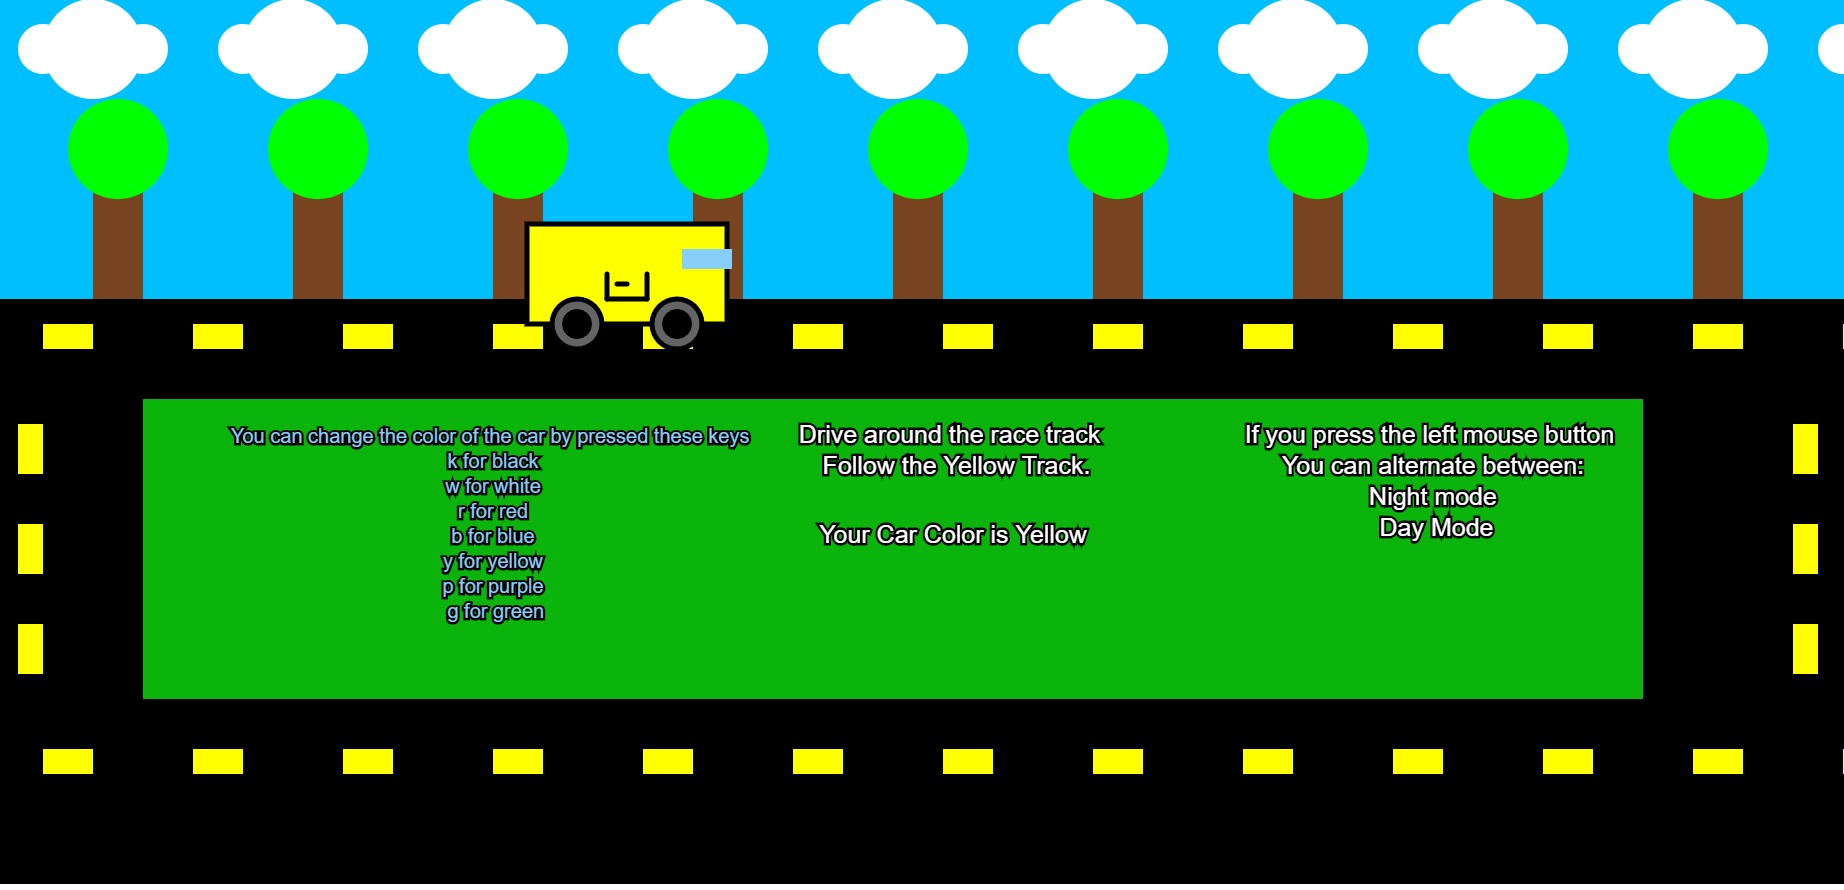 You can change the color of the car by pressed these keys
k for black
w for white
r for red
b for blue
y for yellow
p for purple
g for green
Drive around the race track
Follow the Yellow Track.
Your Car Color is Yellow
If you press the left mouse button
You can alternate between:
Night mode
Day Mode